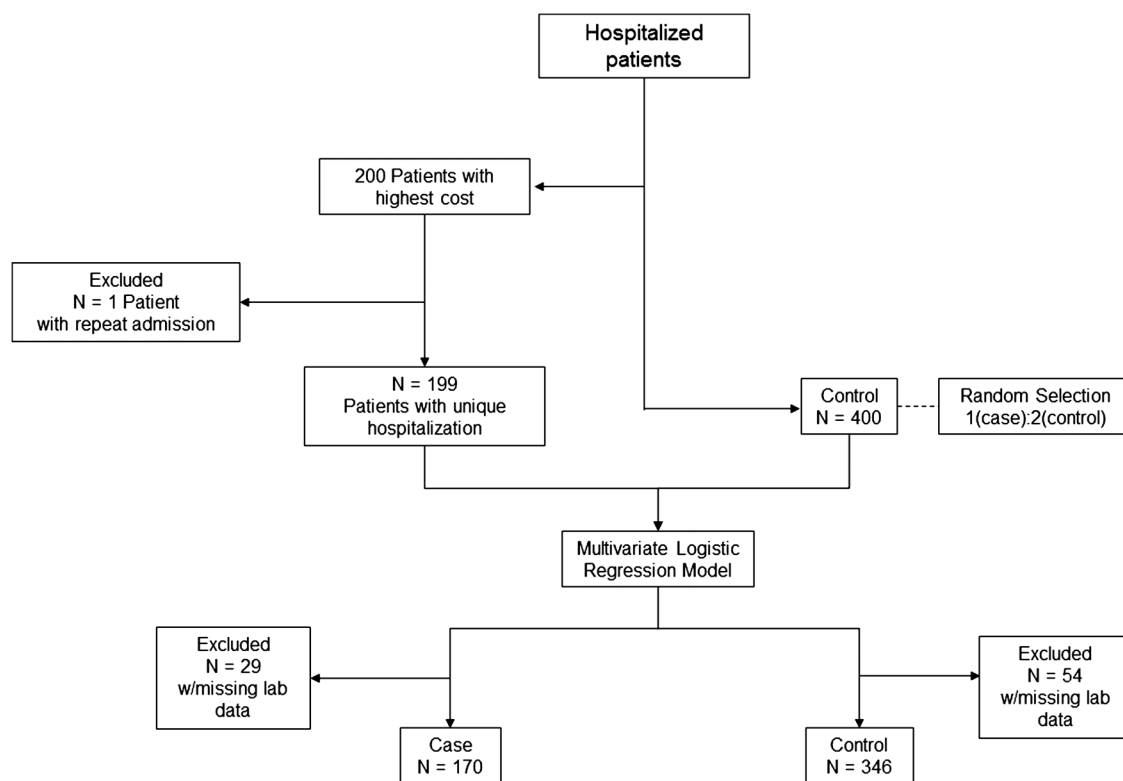 Hospitalized
patients
200 Patients with
highest cost
Excluded
N = 1 Patient
with repeat admission
N = 199
Patients with unique
hospitalization
Control
N = 400
Random Selection
1(case):2(control)
Multivariate Logistic
Regression Model
Excluded
N = 29
w/missing lab
data
Excluded
N = 54
w/missing lab
data
Case
N = 170
Control
N = 346